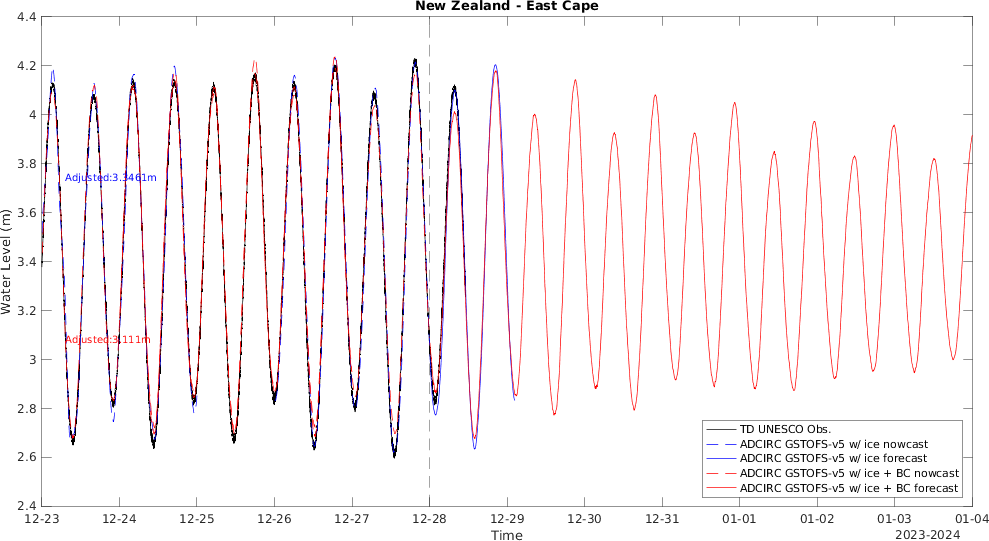 New Zealand - East Cape
4.4
4.2
4
3.8
3.6
3.4
3.2
3
2.8
2.6
2.4
Water Level (m)
Adjusted:3.3461m
Adjusted:3.111m
TD UNESCO Obs.
ADCIRC GSTOFS-v5 w/ ice nowcast
ADCIRC GSTOFS-v5 w/ ice forecast
ADCIRC GSTOFS-v5 w/ ice + BC nowcast
ADCIRC GSTOFS-v5 w/ ice + BC forecast
12-23 12-24 12-25 12-26 12-27 12-28 12-29 12-30 12-31 01-01 01-02 01-03 01-04
Time
2023-2024